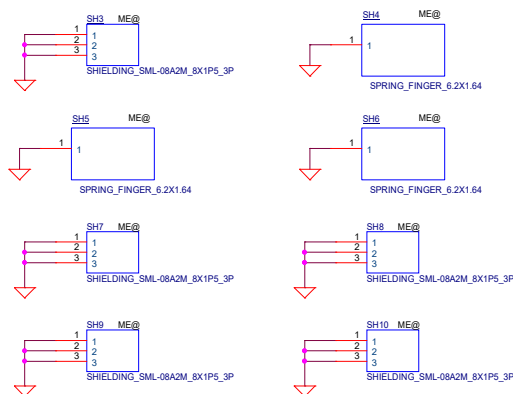 SH3 ME@
1 1
2 2
3 3
SHIELDING_SML-08A2M_8X1P5_3P
SH4 ME@
1 1
SPRING_FINGER_6.2X1.64
SH5 ME@
1 1
SPRING_FINGER_6.2X1.64
SH6 ME@
1 1
SPRING_FINGER_6.2X1.64
SH7 ME@
1 1
2 2
3 3
SHIELDING_SML-08A2M_8X1P5_3P
SH8 ME@
1 1
2 2
3 3
SHIELDING_SML-08A2M_8X1P5_3P
SH9 ME@
1 1
2 2
3 3
SHIELDING_SML-08A2M_8X1P5_3P
SH10 ME@
1 1
2 2
3 3
SHIELDING_SML-08A2M_8X1P5_3P